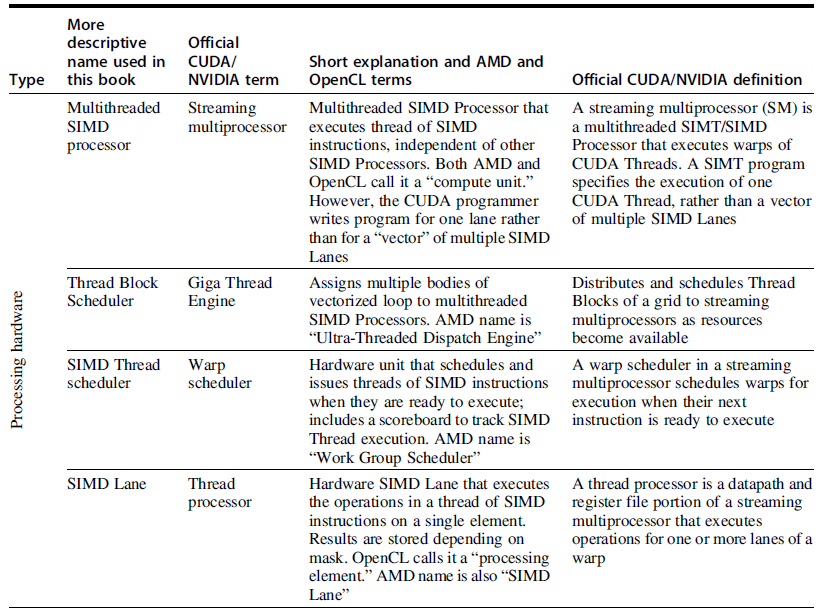 Type
More
descriptive
name used in
this book
Official
CUDA/
NVIDIA term
Short explanation and AMD and
OpenCL terms
Official CUDA/NVIDIA definition
Processing hardware
Multithreaded
SIMD
processor
Streaming
multiprocessor
Multithreaded SIMD Processor that
executes thread of SIMD
instructions, independent of other
SIMD Processors. Both AMD and
OpenCL call it a “compute unit.”
However, the CUDA programmer
writes program for one lane rather
than for a “vector” of multiple SIMD
Lanes
A streaming multiprocessor (SM) is
a multithreaded SIMT/SIMD
Processor that executes warps of
CUDA Threads. A SIMT program
specifies the execution of one
CUDA Thread, rather than a vector
of multiple SIMD Lanes
Thread Block
Scheduler
Giga Thread
Engine
Assigns multiple bodies of
vectorized loop to multithreaded
SIMD Processors. AMD name is
“Ultra-Threaded Dispatch Engine”
Distributes and schedules Thread
Blocks of a grid to streaming
multiprocessors as resources
become available
SIMD Thread
scheduler
Warp
scheduler
Hardware unit that schedules and
issues threads of SIMD instructions
when they are ready to execute;
includes a scoreboard to track SIMD
Thread execution. AMD name is
“Work Group Scheduler”
A warp scheduler in a streaming
multiprocessor schedules warps for
execution when their next
instruction is ready to execute
SIMD Lane
Thread
processor
Hardware SIMD Lane that executes
the operations in a thread of SIMD
instructions on a single element.
Results are stored depending on
mask. OpenCL calls it a “processing
element.” AMD name is also “SIMD
Lane”
A thread processor is a datapath and
register file portion of a streaming
multiprocessor that executes
operations for one or more lanes of a
warp